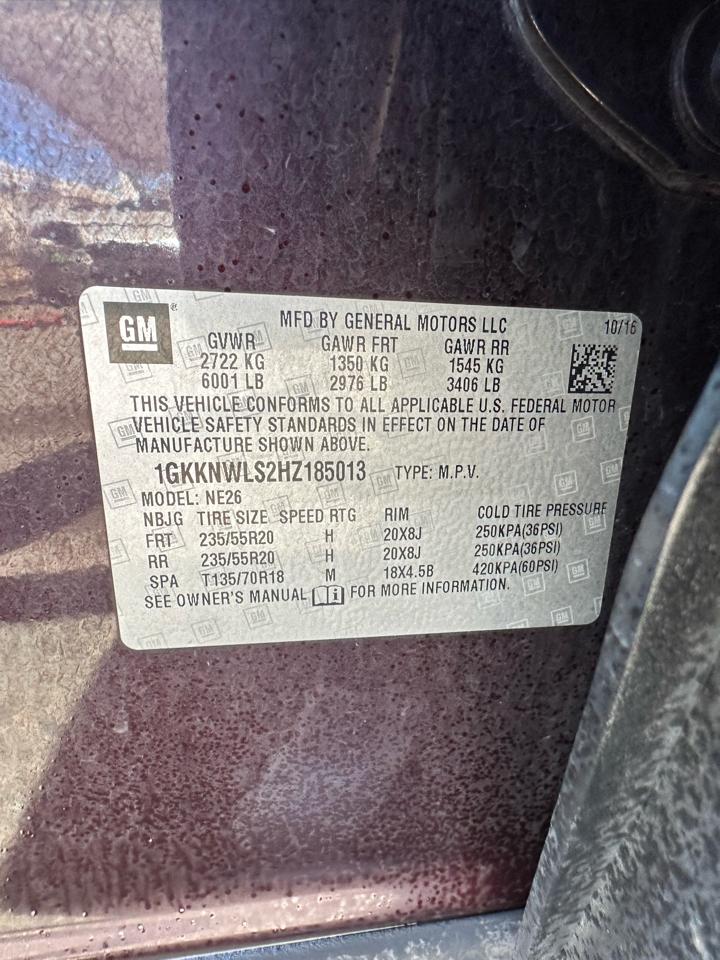 GM
®
MFD BY GENERAL MOTORS LLC
10/16
GVWR GAWR FRT GAWR RR
2722 KG 1350 KG 1545 KG
6001 LB 2976 LB 3406 LB
THIS VEHICLE CONFORMS TO ALL APPLICABLE U.S. FEDERAL MOTOR
VEHICLE SAFETY STANDARDS IN EFFECT ON THE DATE OF
MANUFACTURE SHOWN ABOVE.
1GKKNWLS2HZ185013 TYPE: M.P.V.
MODEL: NE26
NBJG TIRE SIZE SPEED RTG RIM COLD TIRE PRESSURE
FRT 235/55R20 H 20X8J 250KPA(36PSI)
RR 235/55R20 H 20X8J 250KPA(36PSI)
SPA T135/70R18 M 18X4.5B 420KPA(60PSI)
SEE OWNER'S MANUAL FOR MORE INFORMATION.